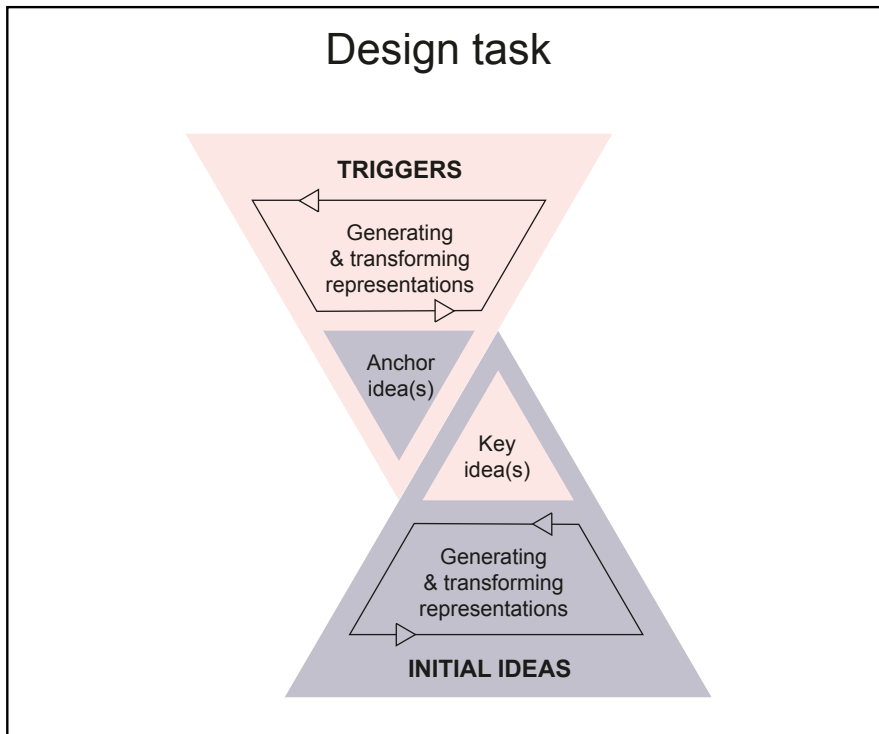 Design task
TRIGGERS
Generating
& transforming
representations
Anchor
idea(s)
Key
idea(s)
Generating
& transforming
representations
INITIAL IDEAS